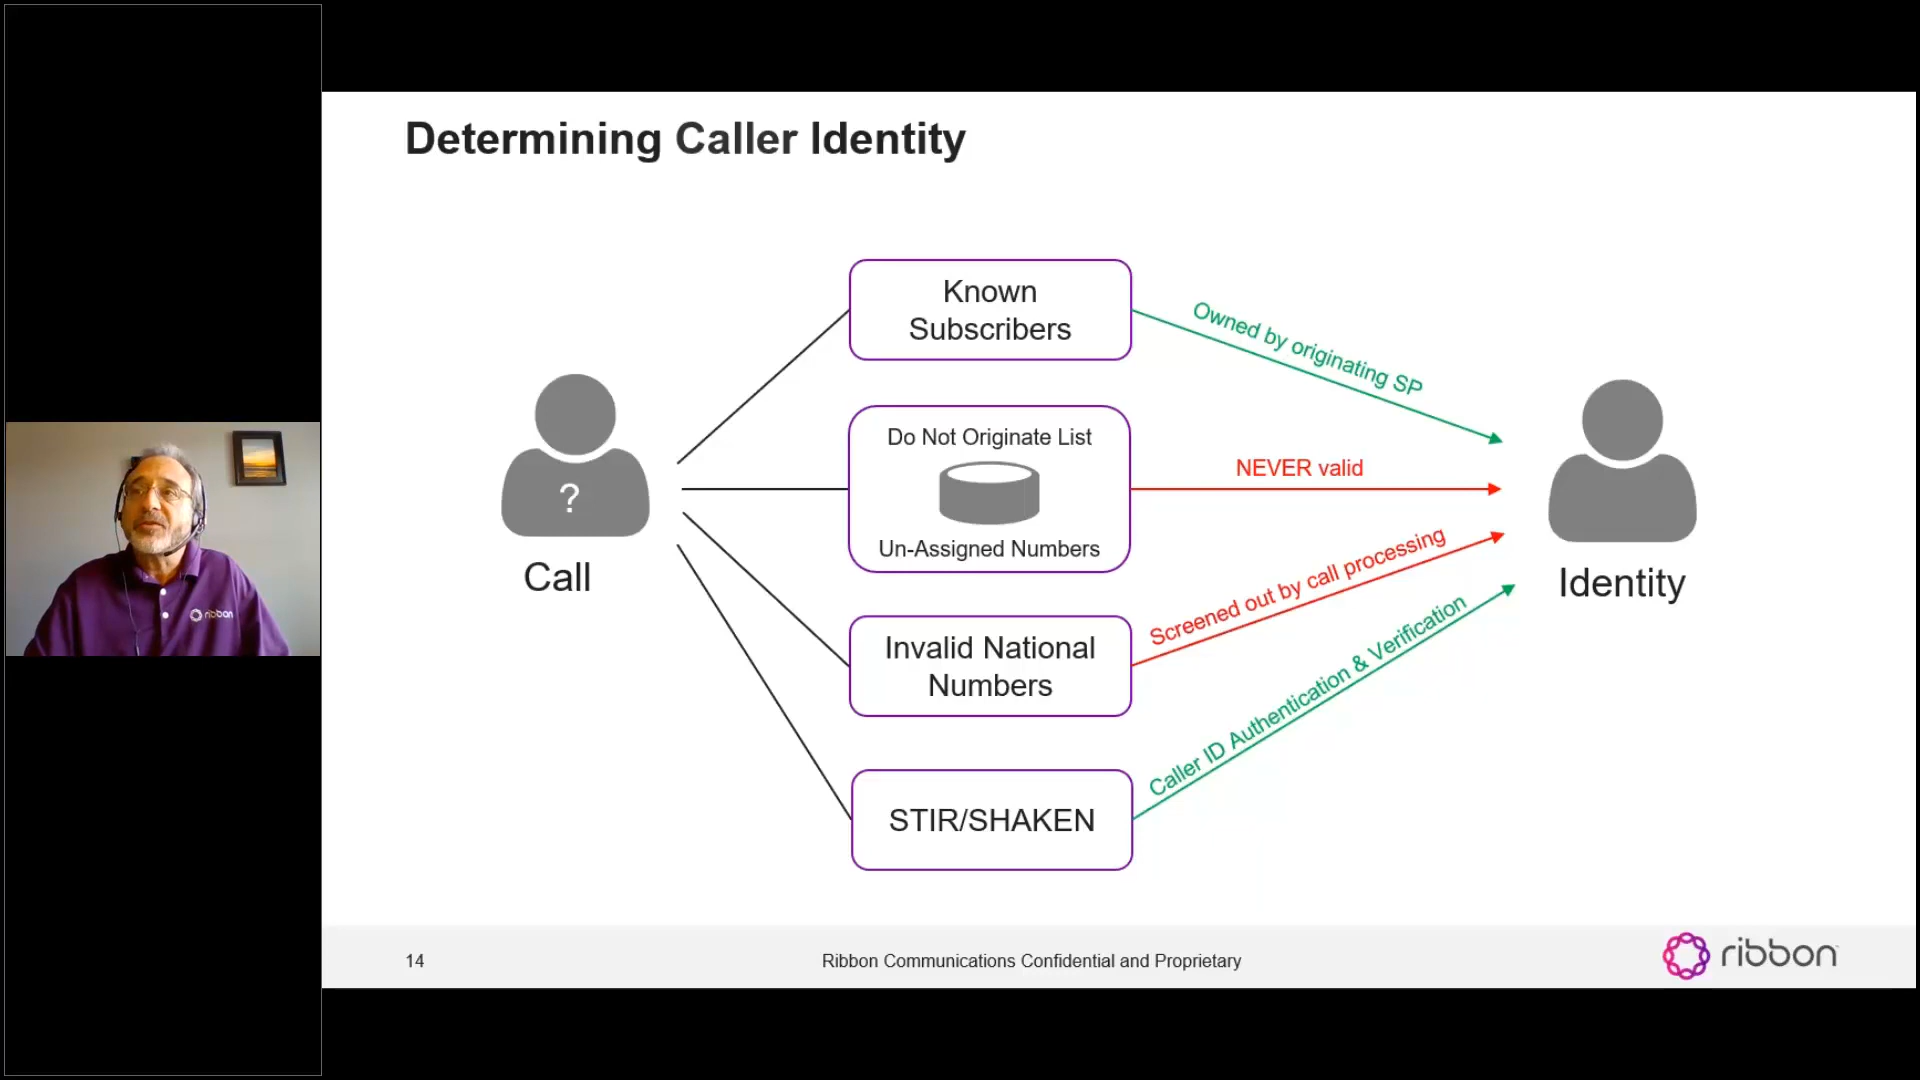 Determining Caller Identity
Known
Subscribers
Owned by originating SP
Do Not Originate List
Un-Assigned Numbers
NEVER valid
?
Call
Invalid National
Numbers
Screened out by call processing
Identity
STIR/SHAKEN
Caller ID Authentication & Verification
ribbon
14
Ribbon Communications Confidential and Proprietary
ribbon